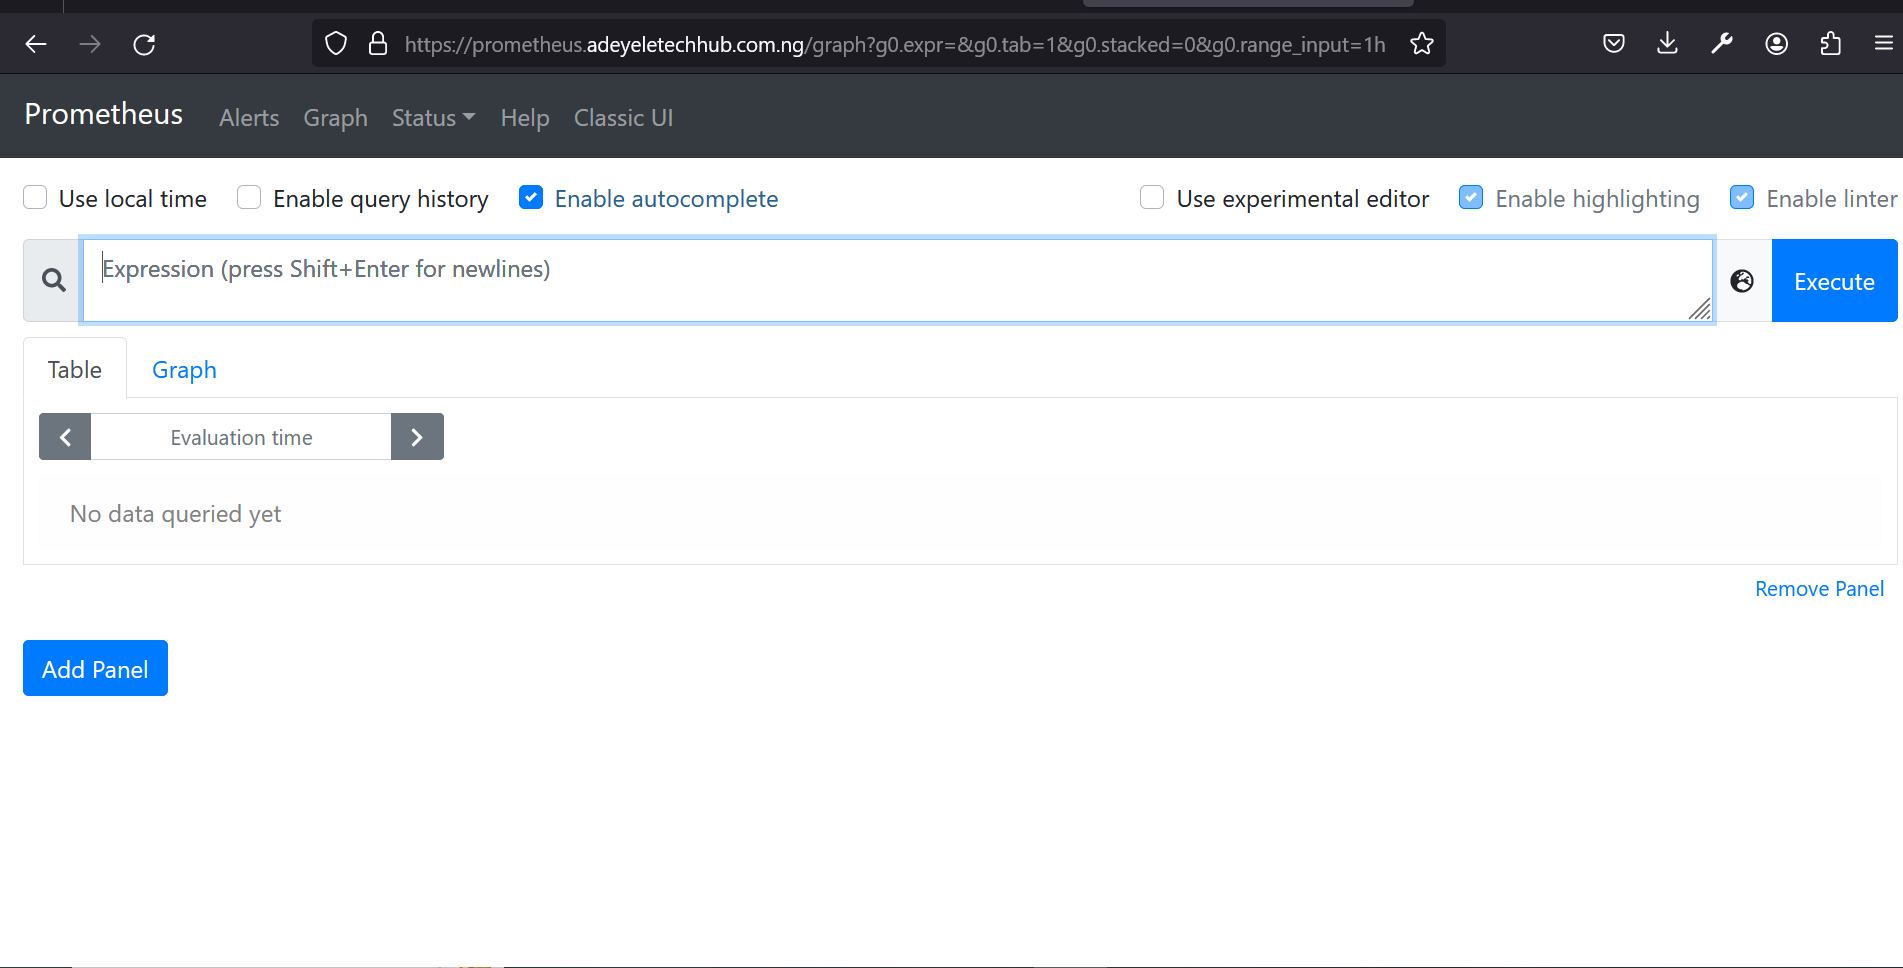 https://prometheus.adeyeletechhub.com.ng/graph?g0.expr=&g0.tab=1&g0.stacked=0&g0.range_input=1h
Prometheus Alerts Graph Status Help Classic UI
Use local time Enable query history Enable autocomplete Use experimental editor Enable highlighting Enable linter
Expression (press Shift+Enter for newlines) Execute
Table Graph
Evaluation time
No data queried yet
Remove Panel
Add Panel